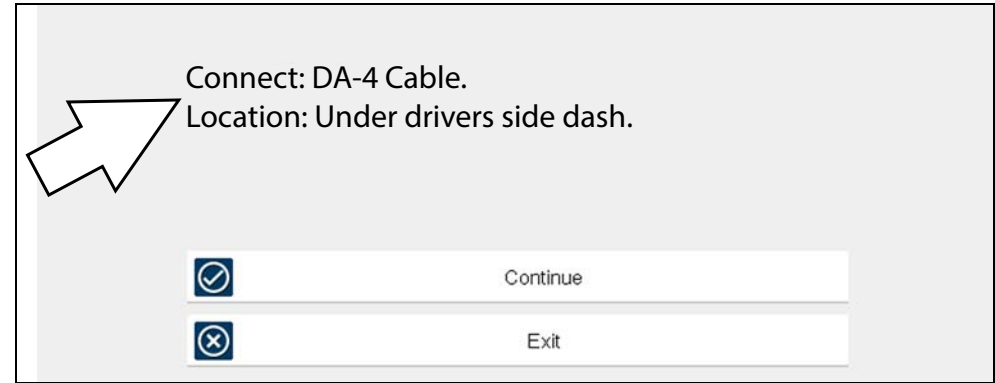 Connect: DA-4 Cable.
Location: Under drivers side dash.
Continue
Exit